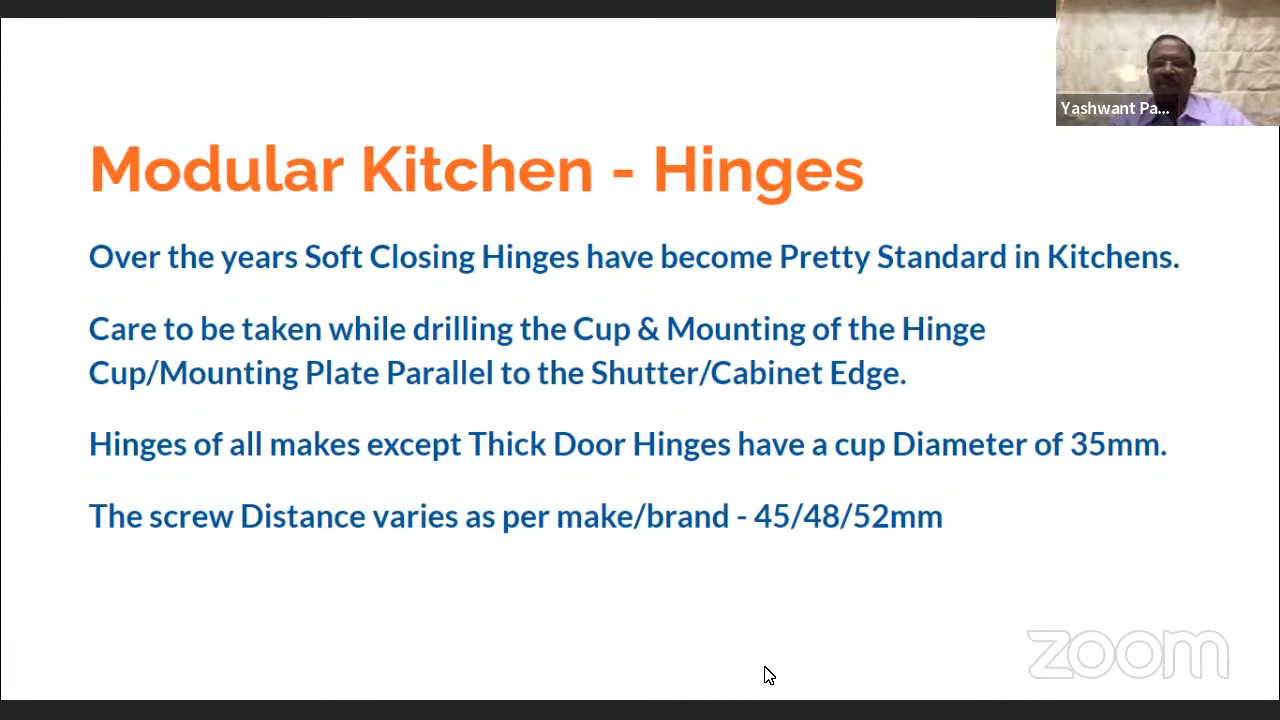 Yashwant Pa...
Modular Kitchen - Hinges
Over the years Soft Closing Hinges have become Pretty Standard in Kitchens.
Care to be taken while drilling the Cup & Mounting of the Hinge
Cup/Mounting Plate Parallel to the Shutter/Cabinet Edge.
Hinges of all makes except Thick Door Hinges have a cup Diameter of 35mm.
The screw Distance varies as per make/brand - 45/48/52mm
zoom